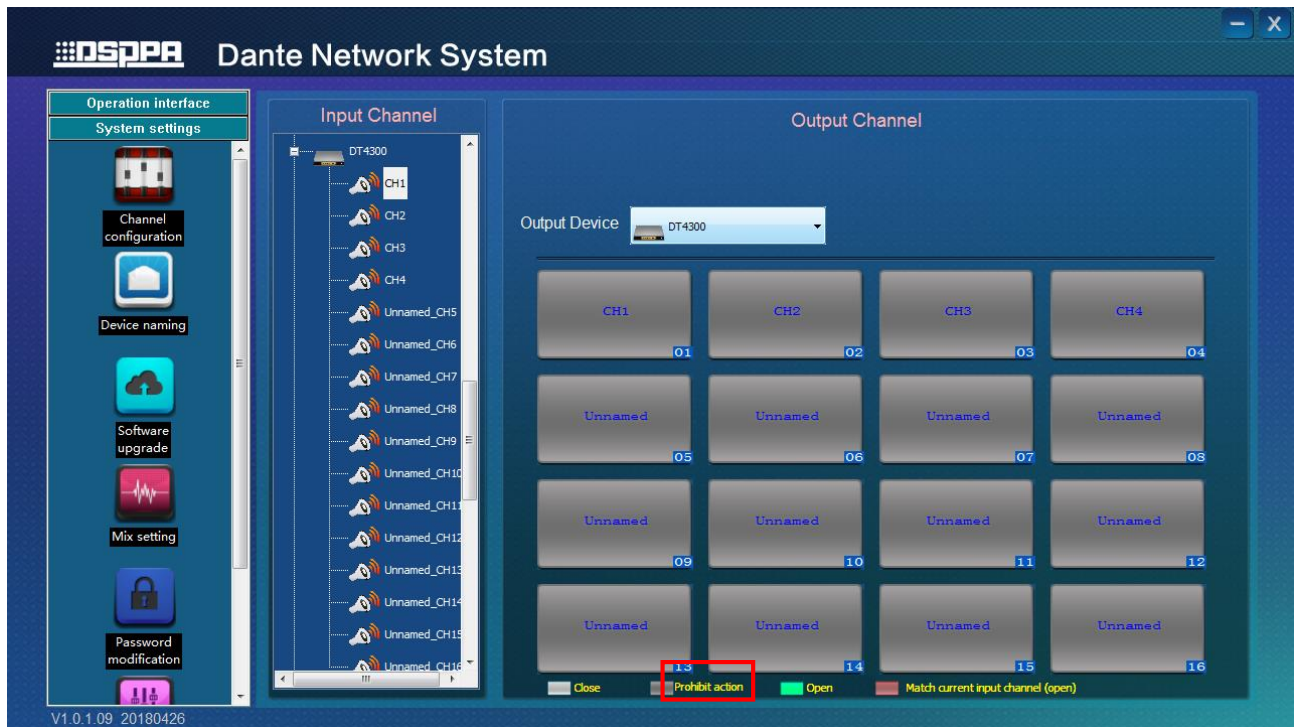 DSPPA Dante Network System
- X
Operation interface
System settings
Channel
configuration
Device naming
Software
upgrade
Mix setting
Password
modification
Input Channel
DT4300
CH1
CH2
CH3
CH4
Unnamed_CH5
Unnamed_CH6
Unnamed_CH7
Unnamed_CH8
Unnamed_CH9
Unnamed_CH10
Unnamed_CH11
Unnamed_CH12
Unnamed_CH13
Unnamed_CH14
Unnamed_CH15
Unnamed_CH16
Output Channel
Output Device DT4300
CH1 CH2 CH3 CH4
01 02 03 04
Unnamed Unnamed Unnamed Unnamed
05 06 07 08
Unnamed Unnamed Unnamed Unnamed
09 10 11 12
Unnamed Unnamed Unnamed Unnamed
13 14 15 16
Close Prohibit action Open Match current input channel (open)
V1.0.1.09 20180426